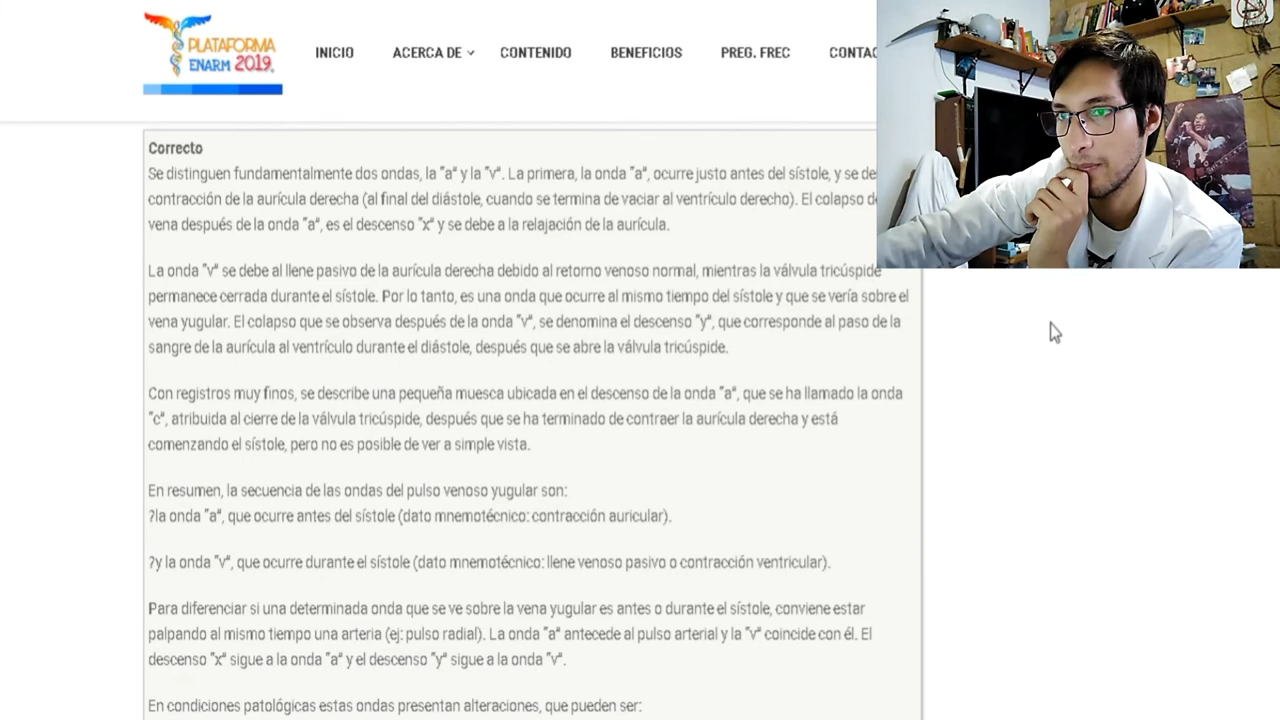 PLATAFORMA
ENARM 2019
INICIO
ACERCA DE
CONTENIDO
BENEFICIOS
PREG. FREC
CONTAC
Correcto
Se distinguen fundamentalmente dos ondas, la "a" y la "v". La primera, la onda "a", ocurre justo antes del sístole, y se de
contracción de la aurícula derecha (al final del diástole, cuando se termina de vaciar al ventrículo derecho). El colapso d
vena después de la onda "a", es el descenso "x" y se debe a la relajación de la aurícula.
La onda "v" se debe al llene pasivo de la aurícula derecha debido al retorno venoso normal, mientras la válvula tricúspide
permanece cerrada durante el sístole. Por lo tanto, es una onda que ocurre al mismo tiempo del sístole y que se vería sobre el
vena yugular. El colapso que se observa después de la onda "v", se denomina el descenso "y", que corresponde al paso de la
sangre de la aurícula al ventrículo durante el diástole, después que se abre la válvula tricúspide.
Con registros muy finos, se describe una pequeña muesca ubicada en el descenso de la onda "a", que se ha llamado la onda
"c", atribuida al cierre de la válvula tricúspide, después que se ha terminado de contraer la aurícula derecha y está
comenzando el sístole, pero no es posible de ver a simple vista.
En resumen, la secuencia de las ondas del pulso venoso yugular son:
?la onda "a", que ocurre antes del sístole (dato mnemotécnico: contracción auricular).
?y la onda "v", que ocurre durante el sístole (dato mnemotécnico: llene venoso pasivo o contracción ventricular).
Para diferenciar si una determinada onda que se ve sobre la vena yugular es antes o durante el sístole, conviene estar
palpando al mismo tiempo una arteria (ej: pulso radial). La onda "a" antecede al pulso arterial y la "v" coincide con él. El
descenso "x" sigue a la onda "a" y el descenso "y" sigue a la onda "v".
En condiciones patológicas estas ondas presentan alteraciones, que pueden ser: